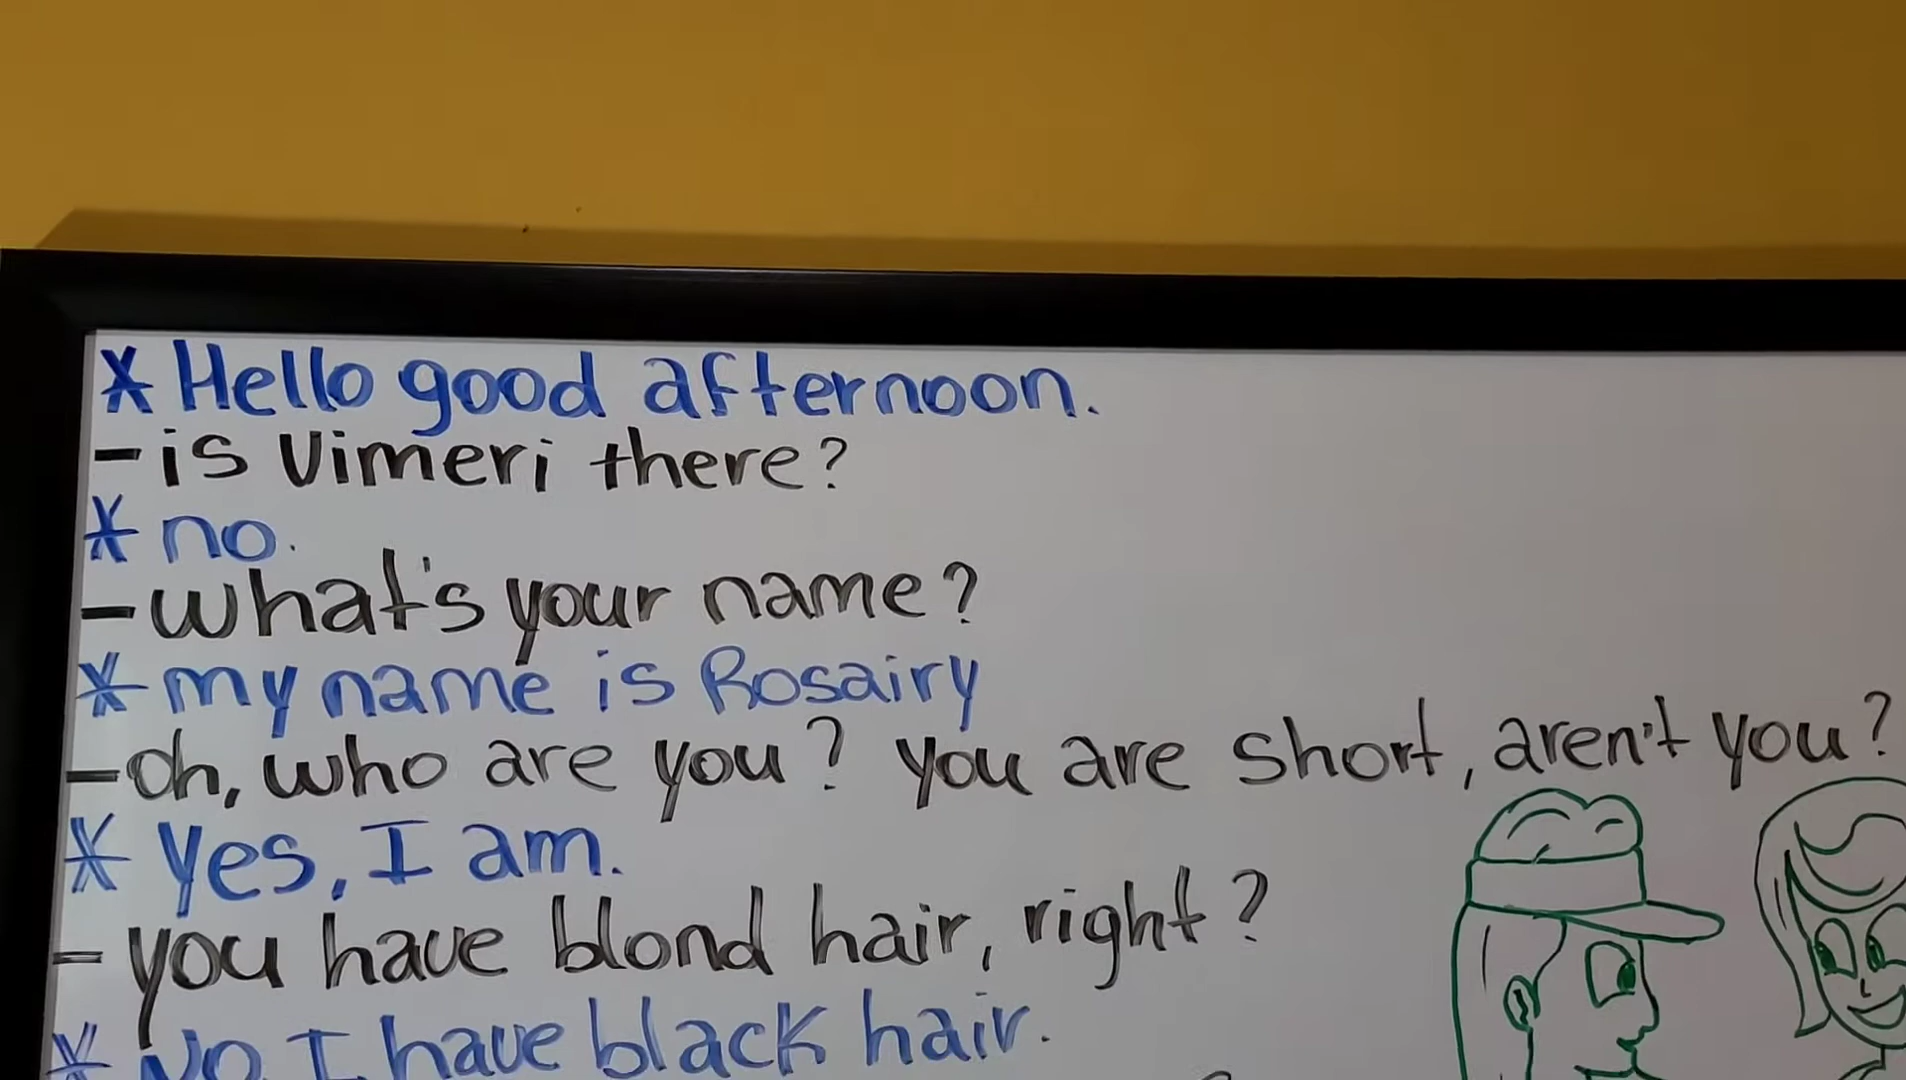 * Hello good afternoon.
- is Vimeri there?
* no.
- what's your name?
* my name is Rosairy
- oh, who are you? you are short, aren't you?
* Yes, I am.
- you have blond hair, right?
* No I have black hair.